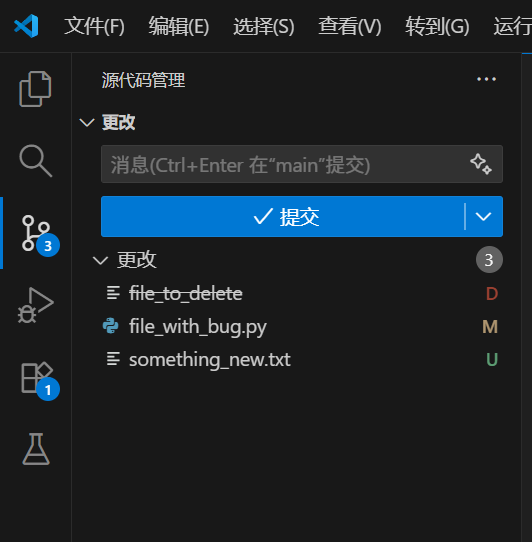 文件(F) 编辑(E) 选择(S) 查看(V) 转到(G) 运行
源代码管理
更改
消息(Ctrl+Enter 在"main"提交)
提交
3
更改 3
file_to_delete D
file_with_bug.py M
something_new.txt U
1